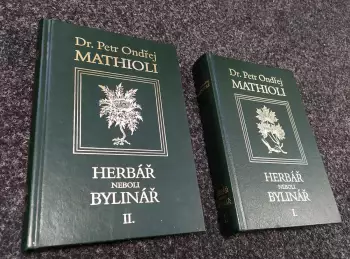 Dr. Petr Ondřej
MATHIOLI
HERBÁŘ
NEBOLI
BYLINÁŘ
II.
Dr. Petr Ondřej
MATHIOLI
HERBÁŘ
NEBOLI
BYLINÁŘ
I.